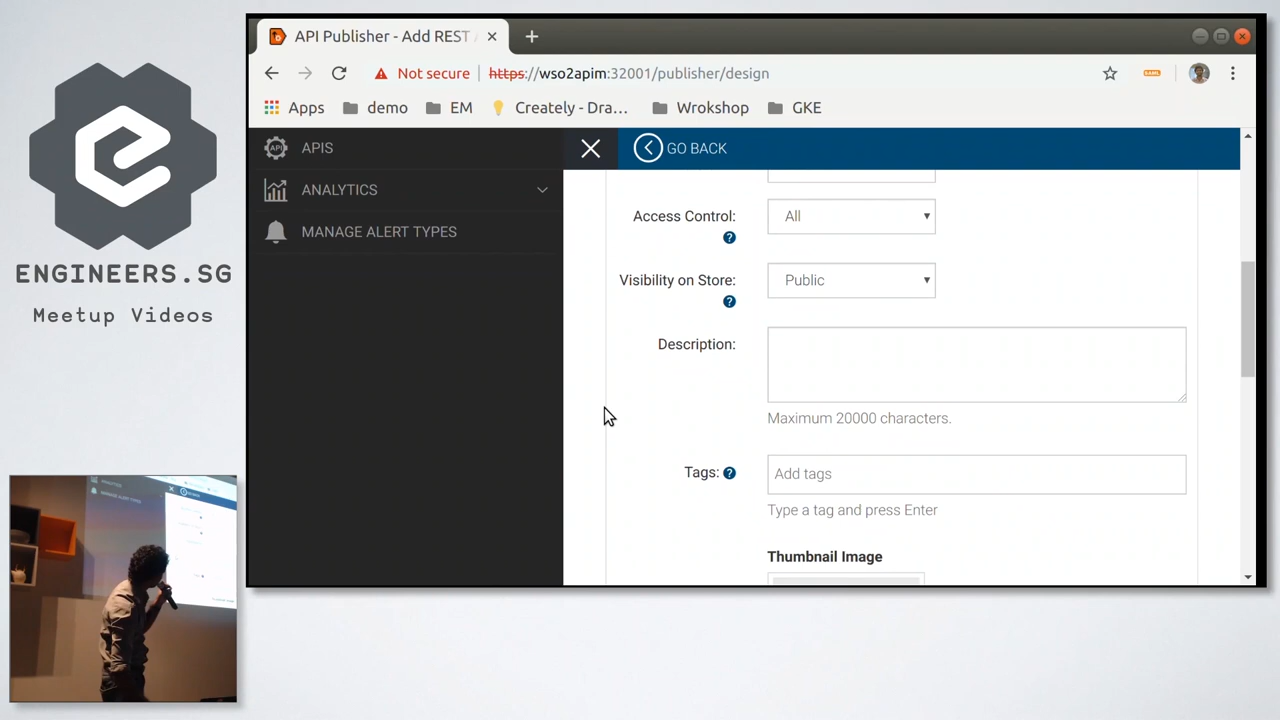 ENGINEERS.SG
Meetup Videos
API Publisher - Add REST
Not secure
https://wso2apim:32001/publisher/design
Apps
demo
EM
Creately - Dra...
Wrokshop
GKE
APIS
ANALYTICS
MANAGE ALERT TYPES
GO BACK
Access Control:
All
Visibility on Store:
Public
Description:
Maximum 20000 characters.
Tags:
Add tags
Type a tag and press Enter
Thumbnail Image